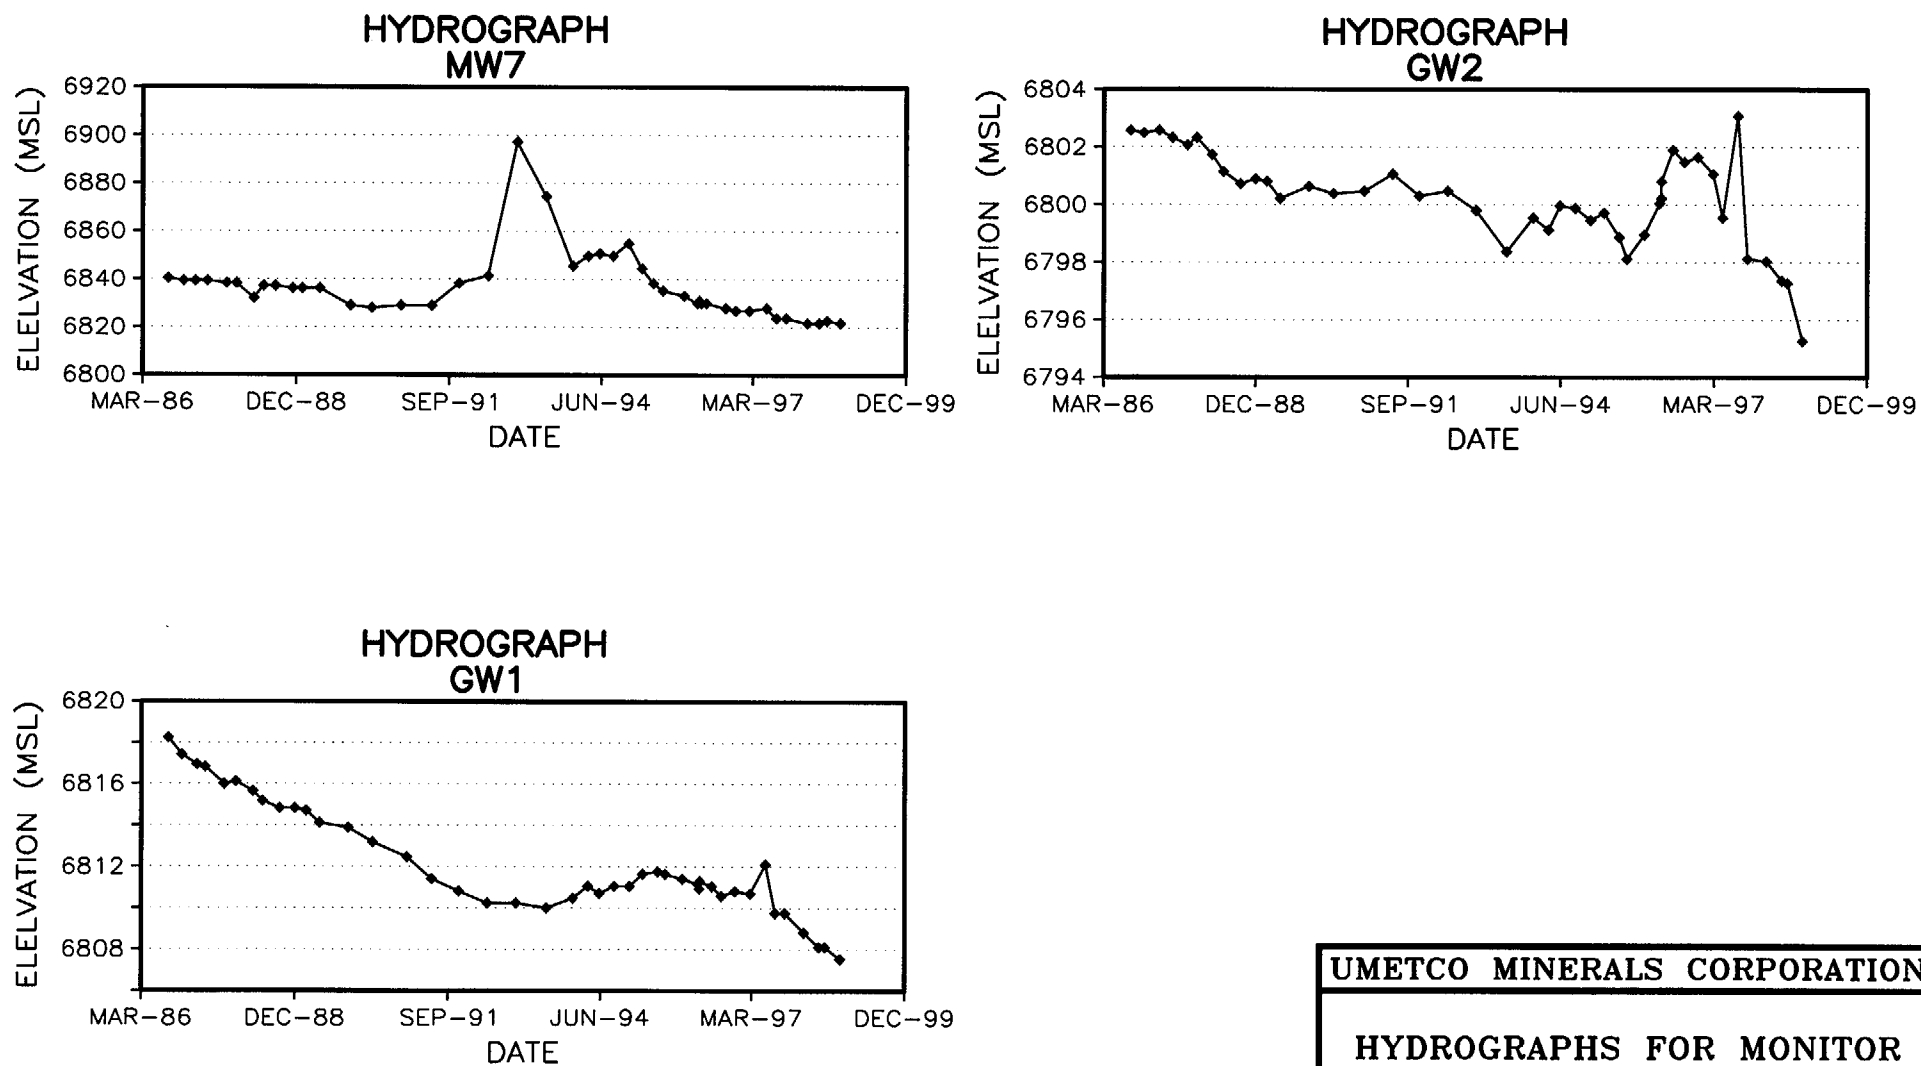 HYDROGRAPH
MW7
ELELVATION (MSL)
6920
6900
6880
6860
6840
6820
6800
MAR-86 DEC-88 SEP-91 JUN-94 MAR-97 DEC-99
DATE
HYDROGRAPH
GW2
ELELVATION (MSL)
6804
6802
6800
6798
6796
6794
MAR-86 DEC-88 SEP-91 JUN-94 MAR-97 DEC-99
DATE
HYDROGRAPH
GW1
ELELVATION (MSL)
6820
6816
6812
6808
MAR-86 DEC-88 SEP-91 JUN-94 MAR-97 DEC-99
DATE
UMETCO MINERALS CORPORATION
HYDROGRAPHS FOR MONITOR